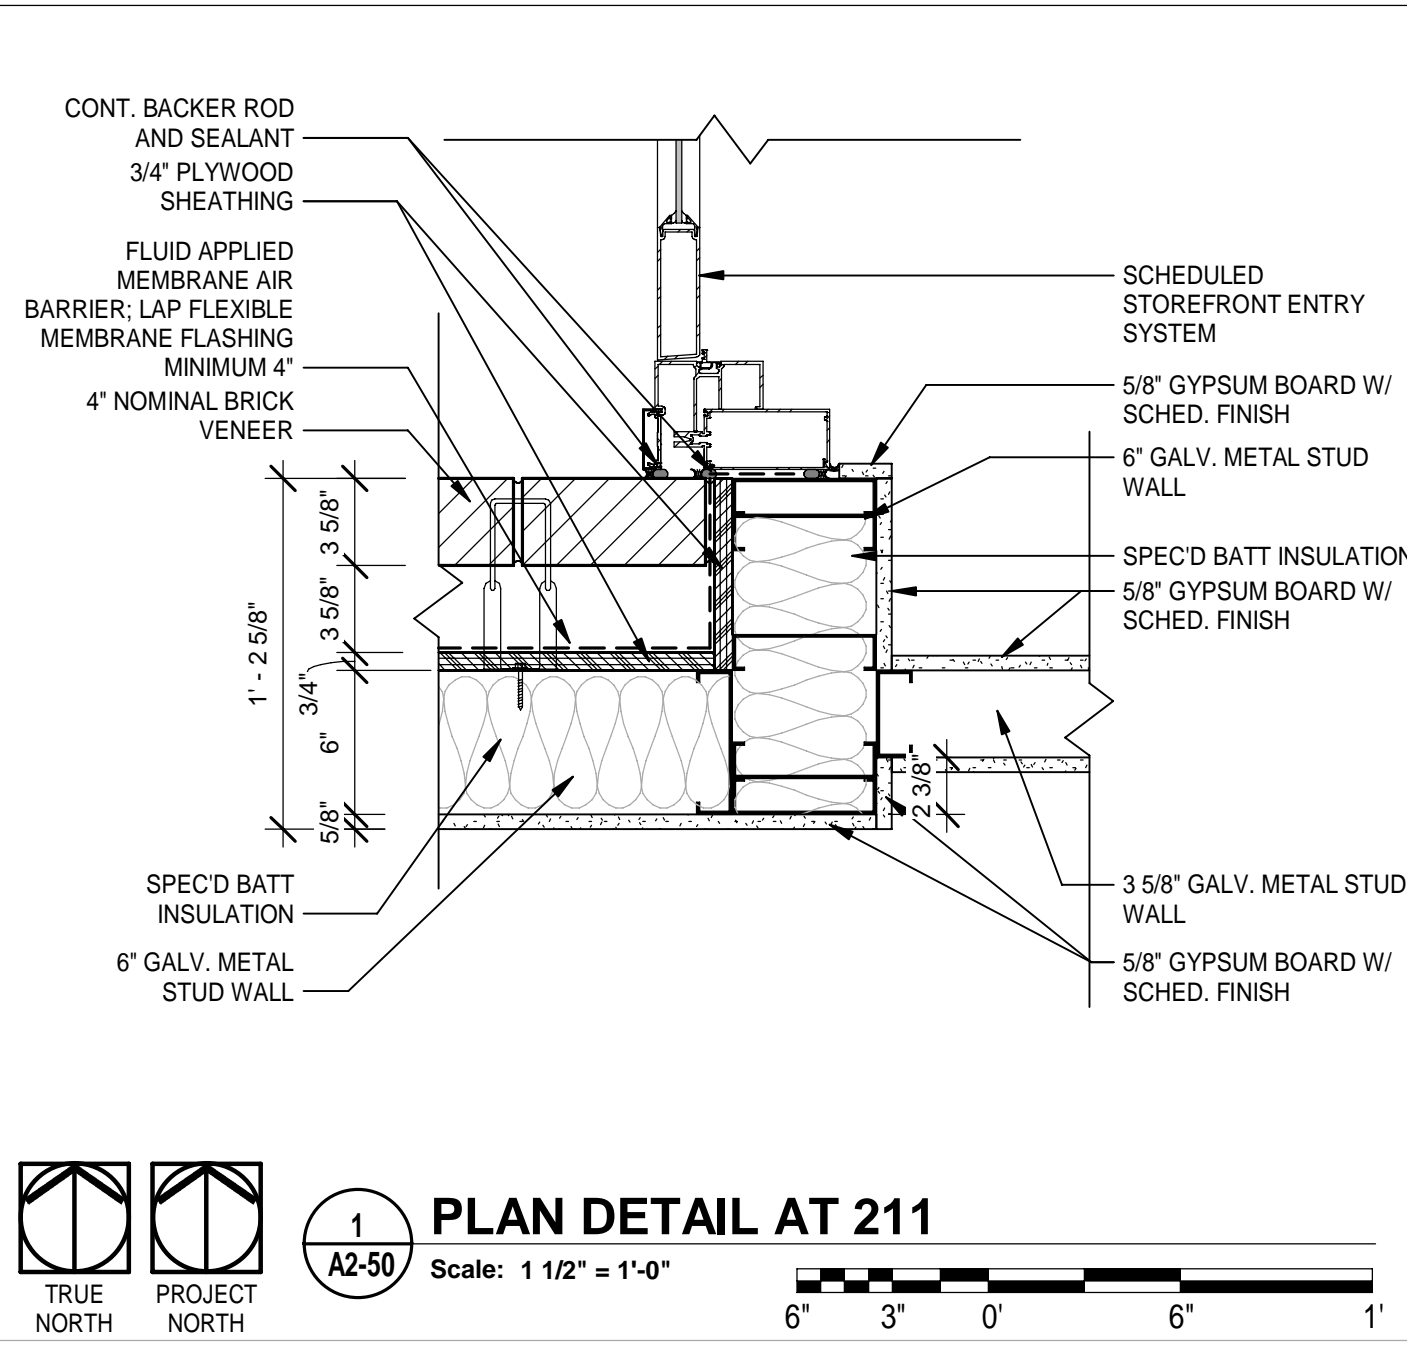 CONT. BACKER ROD
AND SEALANT
3/4" PLYWOOD
SHEATHING
FLUID APPLIED
MEMBRANE AIR
BARRIER; LAP FLEXIBLE
MEMBRANE FLASHING
MINIMUM 4"
4" NOMINAL BRICK
VENEER
SCHEDULED
STOREFRONT ENTRY
SYSTEM
5/8" GYPSUM BOARD W/
SCHED. FINISH
6" GALV. METAL STUD
WALL
SPEC'D BATT INSULATION
5/8" GYPSUM BOARD W/
SCHED. FINISH
3 5/8"
3 5/8"
1' - 2 5/8"
3/4"
6"
5/8"
2 3/8"
SPEC'D BATT
INSULATION
6" GALV. METAL
STUD WALL
3 5/8" GALV. METAL STUD
WALL
5/8" GYPSUM BOARD W/
SCHED. FINISH
TRUE
NORTH
PROJECT
NORTH
1
A2-50
PLAN DETAIL AT 211
Scale: 1 1/2" = 1'-0"
6" 3" 0' 6" 1'